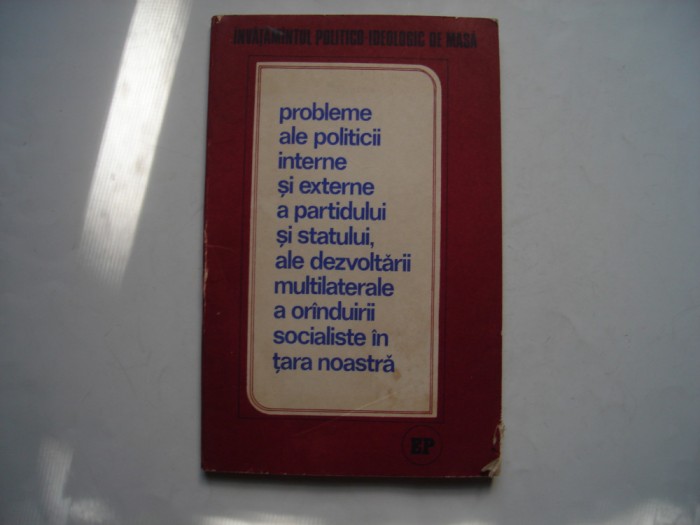 ÎNVĂŢĂMÎNTUL POLITICO-IDEOLOGIC DE MASĂ
probleme
ale politicii
interne
și externe
a partidului
și statului,
ale dezvoltării
multilaterale
a orînduirii
socialiste în
țara noastră
EP